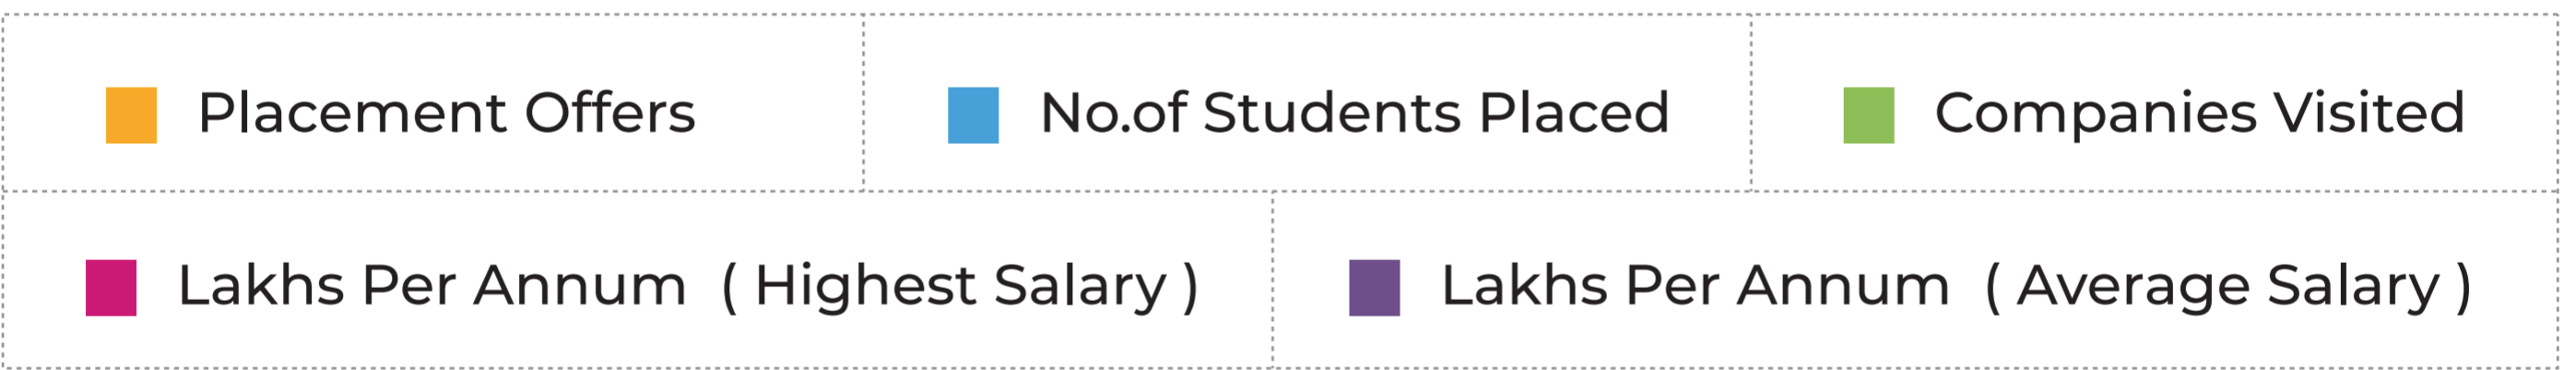 Placement Offers
No.of Students Placed
Companies Visited
Lakhs Per Annum ( Highest Salary )
Lakhs Per Annum ( Average Salary )